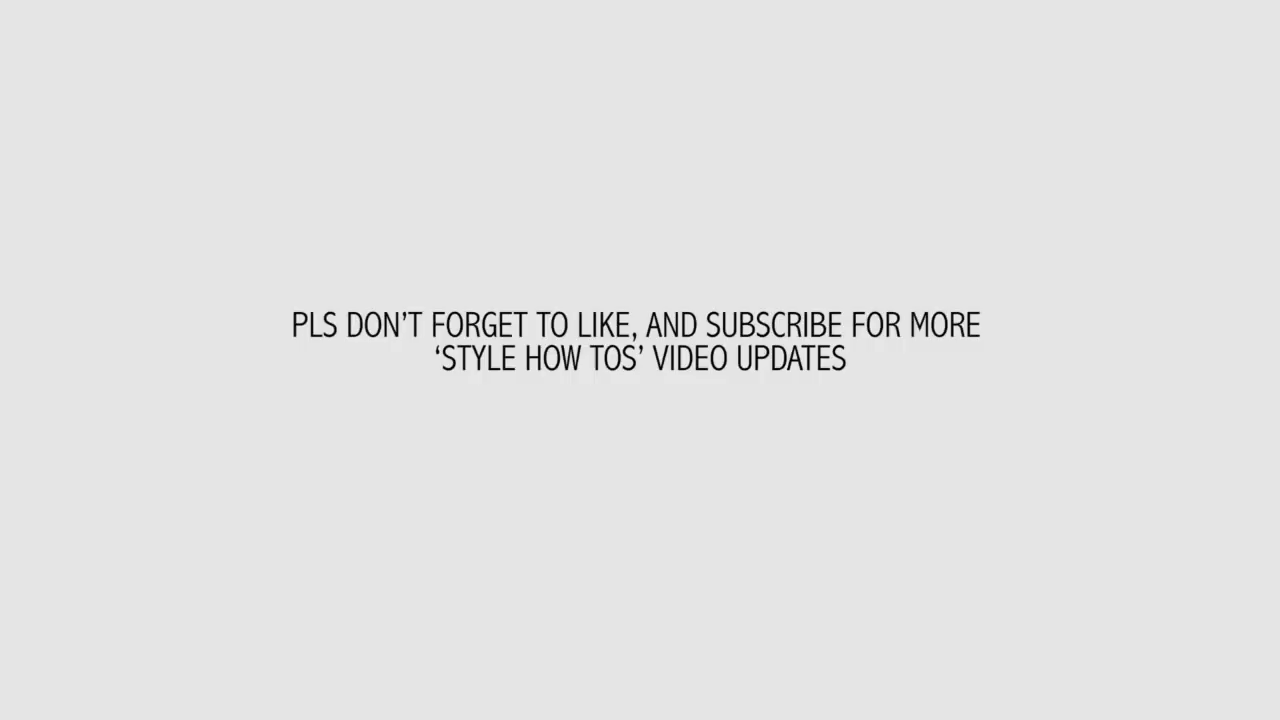 PLS DON’T FORGET TO LIKE, AND SUBSCRIBE FOR MORE
‘STYLE HOW TOS’ VIDEO UPDATES